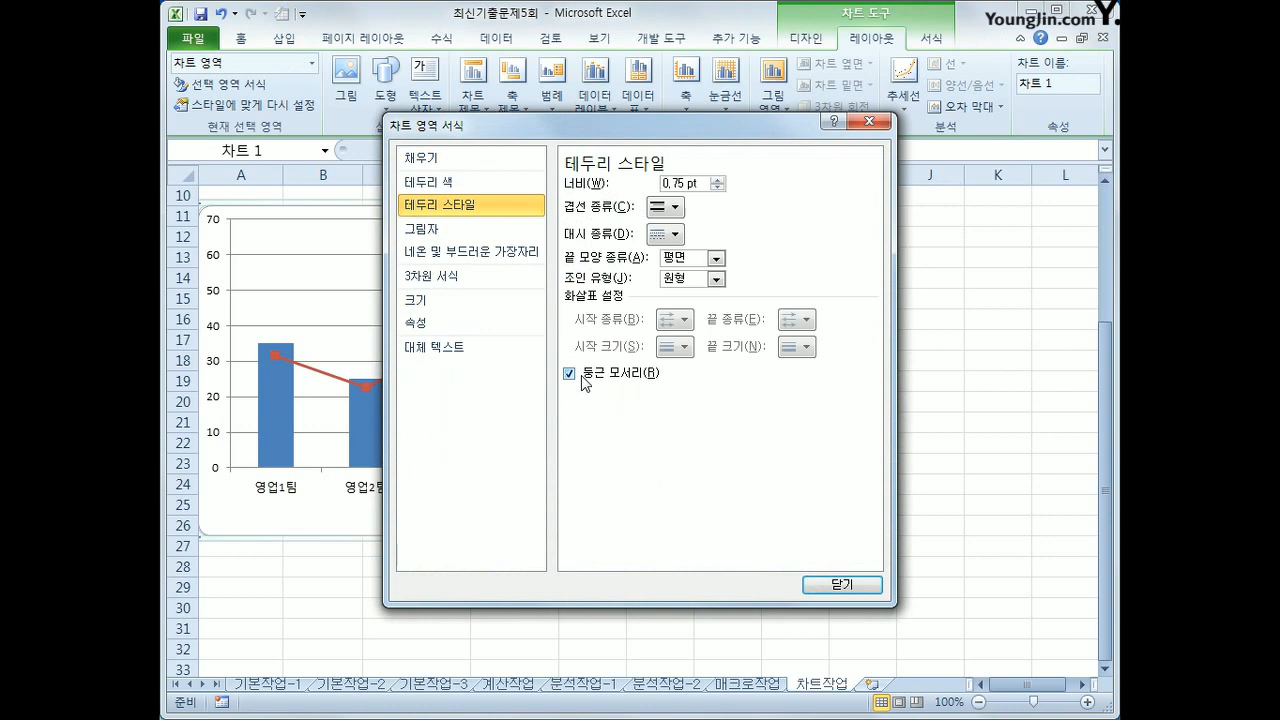 최신기출문제5회 - Microsoft Excel
차트 도구
YoungJin.com Y.
파일 홈 삽입 페이지 레이아웃 수식 데이터 검토 보기 개발 도구 추가 기능 디자인 레이아웃 서식
차트 영역
선택 영역 서식
스타일에 맞게 다시 설정
현재 선택 영역
그림 도형 텍스트 상자
차트 제목 축 제목 범례 데이터 레이블 데이터 표
축 눈금선
그림 영역 차트 옆면 차트 밑면 3차원 회전
추세선 선 양선/음선 오차 막대
분석
차트 이름:
차트 1
속성
차트 1
A B J K L
10
11
12
13
14
15
16
17
18
19
20
21
22
23
24
25
26
27
28
29
30
31
32
33
70
60
50
40
30
20
10
0
영업1팀 영업2팀
차트 영역 서식
채우기
테두리 색
테두리 스타일
그림자
네온 및 부드러운 가장자리
3차원 서식
크기
속성
대체 텍스트
테두리 스타일
너비(W): 0.75 pt
겹선 종류(C):
대시 종류(D):
끝 모양 종류(A): 평면
조인 유형(J): 원형
화살표 설정
시작 종류(B): 끝 종류(E):
시작 크기(S): 끝 크기(N):
둥근 모서리(R)
닫기
기본작업-1 기본작업-2 기본작업-3 계산작업 분석작업-1 분석작업-2 매크로작업 차트작업
준비 100%